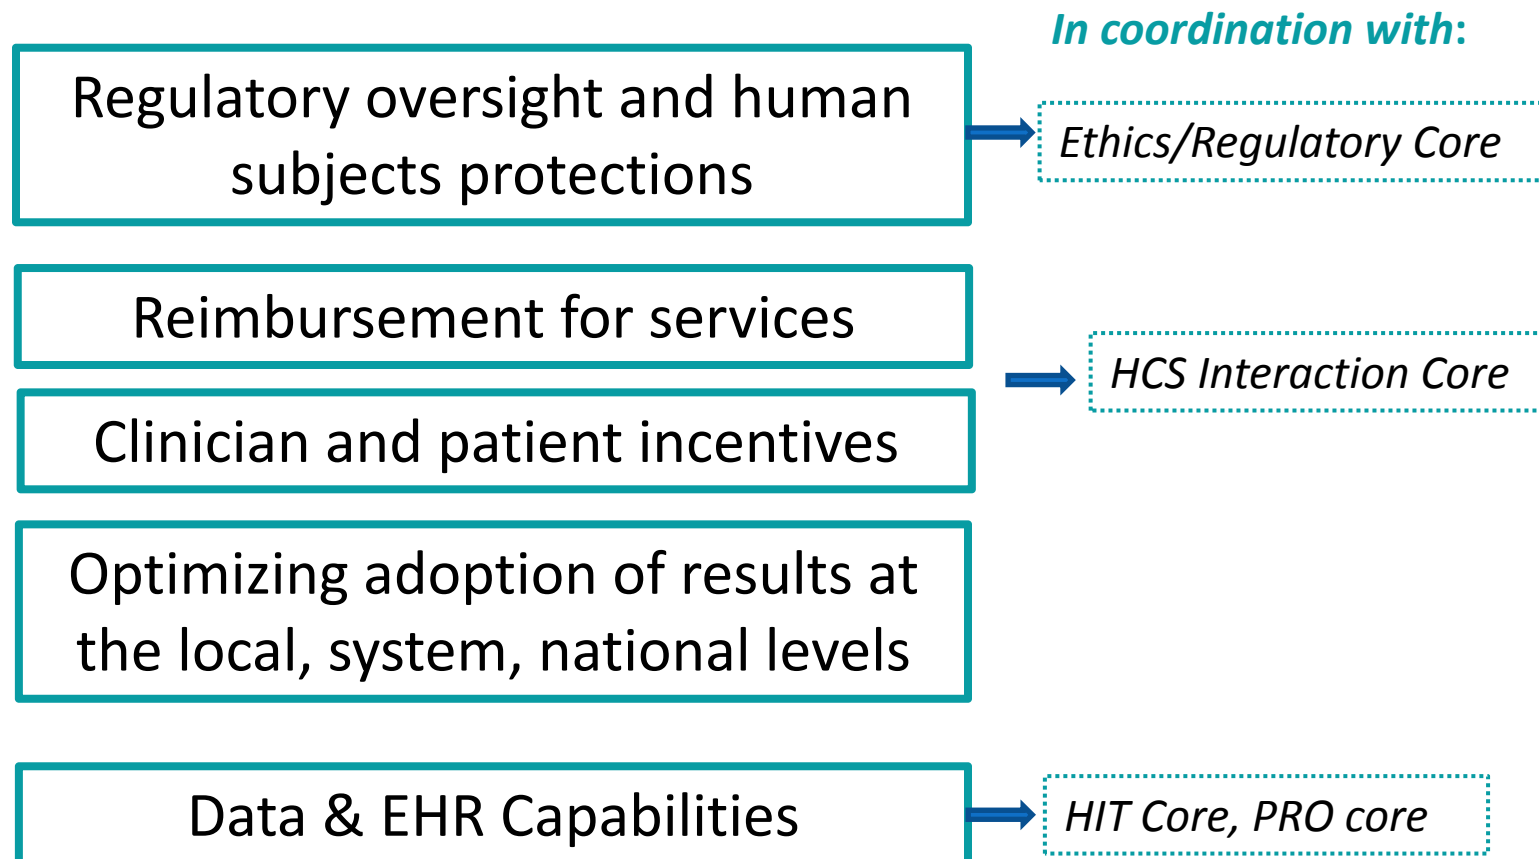 In coordination with:
Regulatory oversight and human
subjects protections
Ethics/Regulatory Core
Reimbursement for services
HCS Interaction Core
Clinician and patient incentives
Optimizing adoption of results at
the local, system, national levels
Data & EHR Capabilities
HIT Core, PRO core